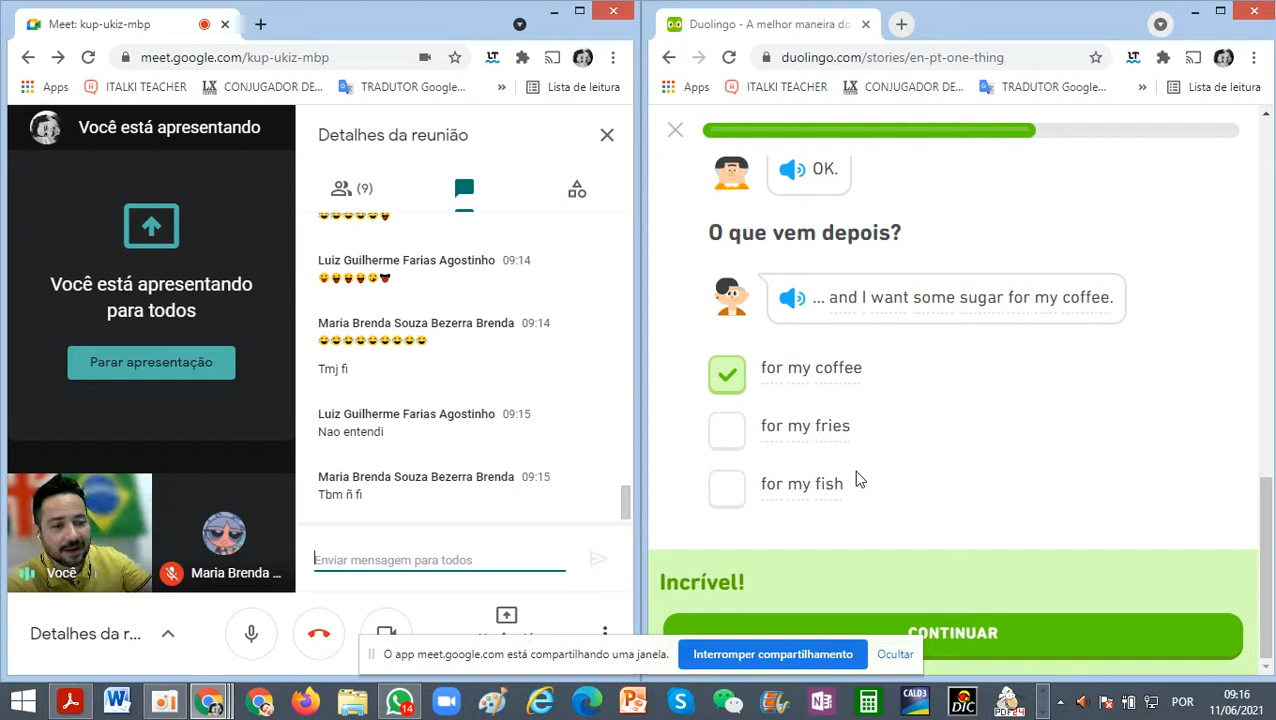 Meet: kup-ukiz-mbp
meet.google.com/kup-ukiz-mbp
Apps
ITALKI TEACHER
LX CONJUGADOR DE...
TRADUTOR Google...
»
Lista de leitura
Você está apresentando
Você está apresentando
para todos
Parar apresentação
Você
Maria Brenda ...
Detalhes da reunião
(9)
Luiz Guilherme Farias Agostinho 09:14
Maria Brenda Souza Bezerra Brenda 09:14
Tmj fi
Luiz Guilherme Farias Agostinho 09:15
Nao entendi
Maria Brenda Souza Bezerra Brenda 09:15
Tbm ñ fi
Enviar mensagem para todos
Detalhes da r...
Duolingo - A melhor maneira do
duolingo.com/stories/en-pt-one-thing
Apps
ITALKI TEACHER
LX CONJUGADOR DE...
TRADUTOR Google...
»
Lista de leitura
OK.
O que vem depois?
... and I want some sugar for my coffee.
for my coffee
for my fries
for my fish
Incrível!
CONTINUAR
O app meet.google.com está compartilhando uma janela.
Interromper compartilhamento
Ocultar
14
CALD3
DIC
PDF24
POR
09:16
11/06/2021